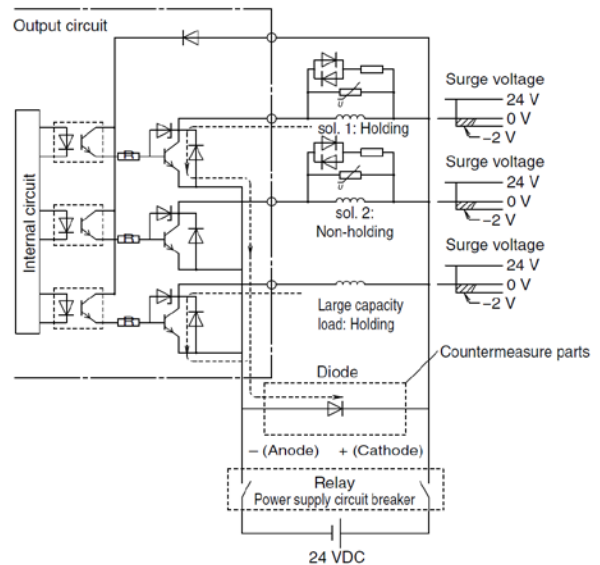 Output circuit
Internal circuit
Surge voltage
24 V
0 V
–2 V
sol. 1: Holding
Surge voltage
24 V
0 V
–2 V
sol. 2:
Non-holding
Surge voltage
24 V
0 V
–2 V
Large capacity
load: Holding
Countermeasure parts
Diode
– (Anode) + (Cathode)
Relay
Power supply circuit breaker
24 VDC